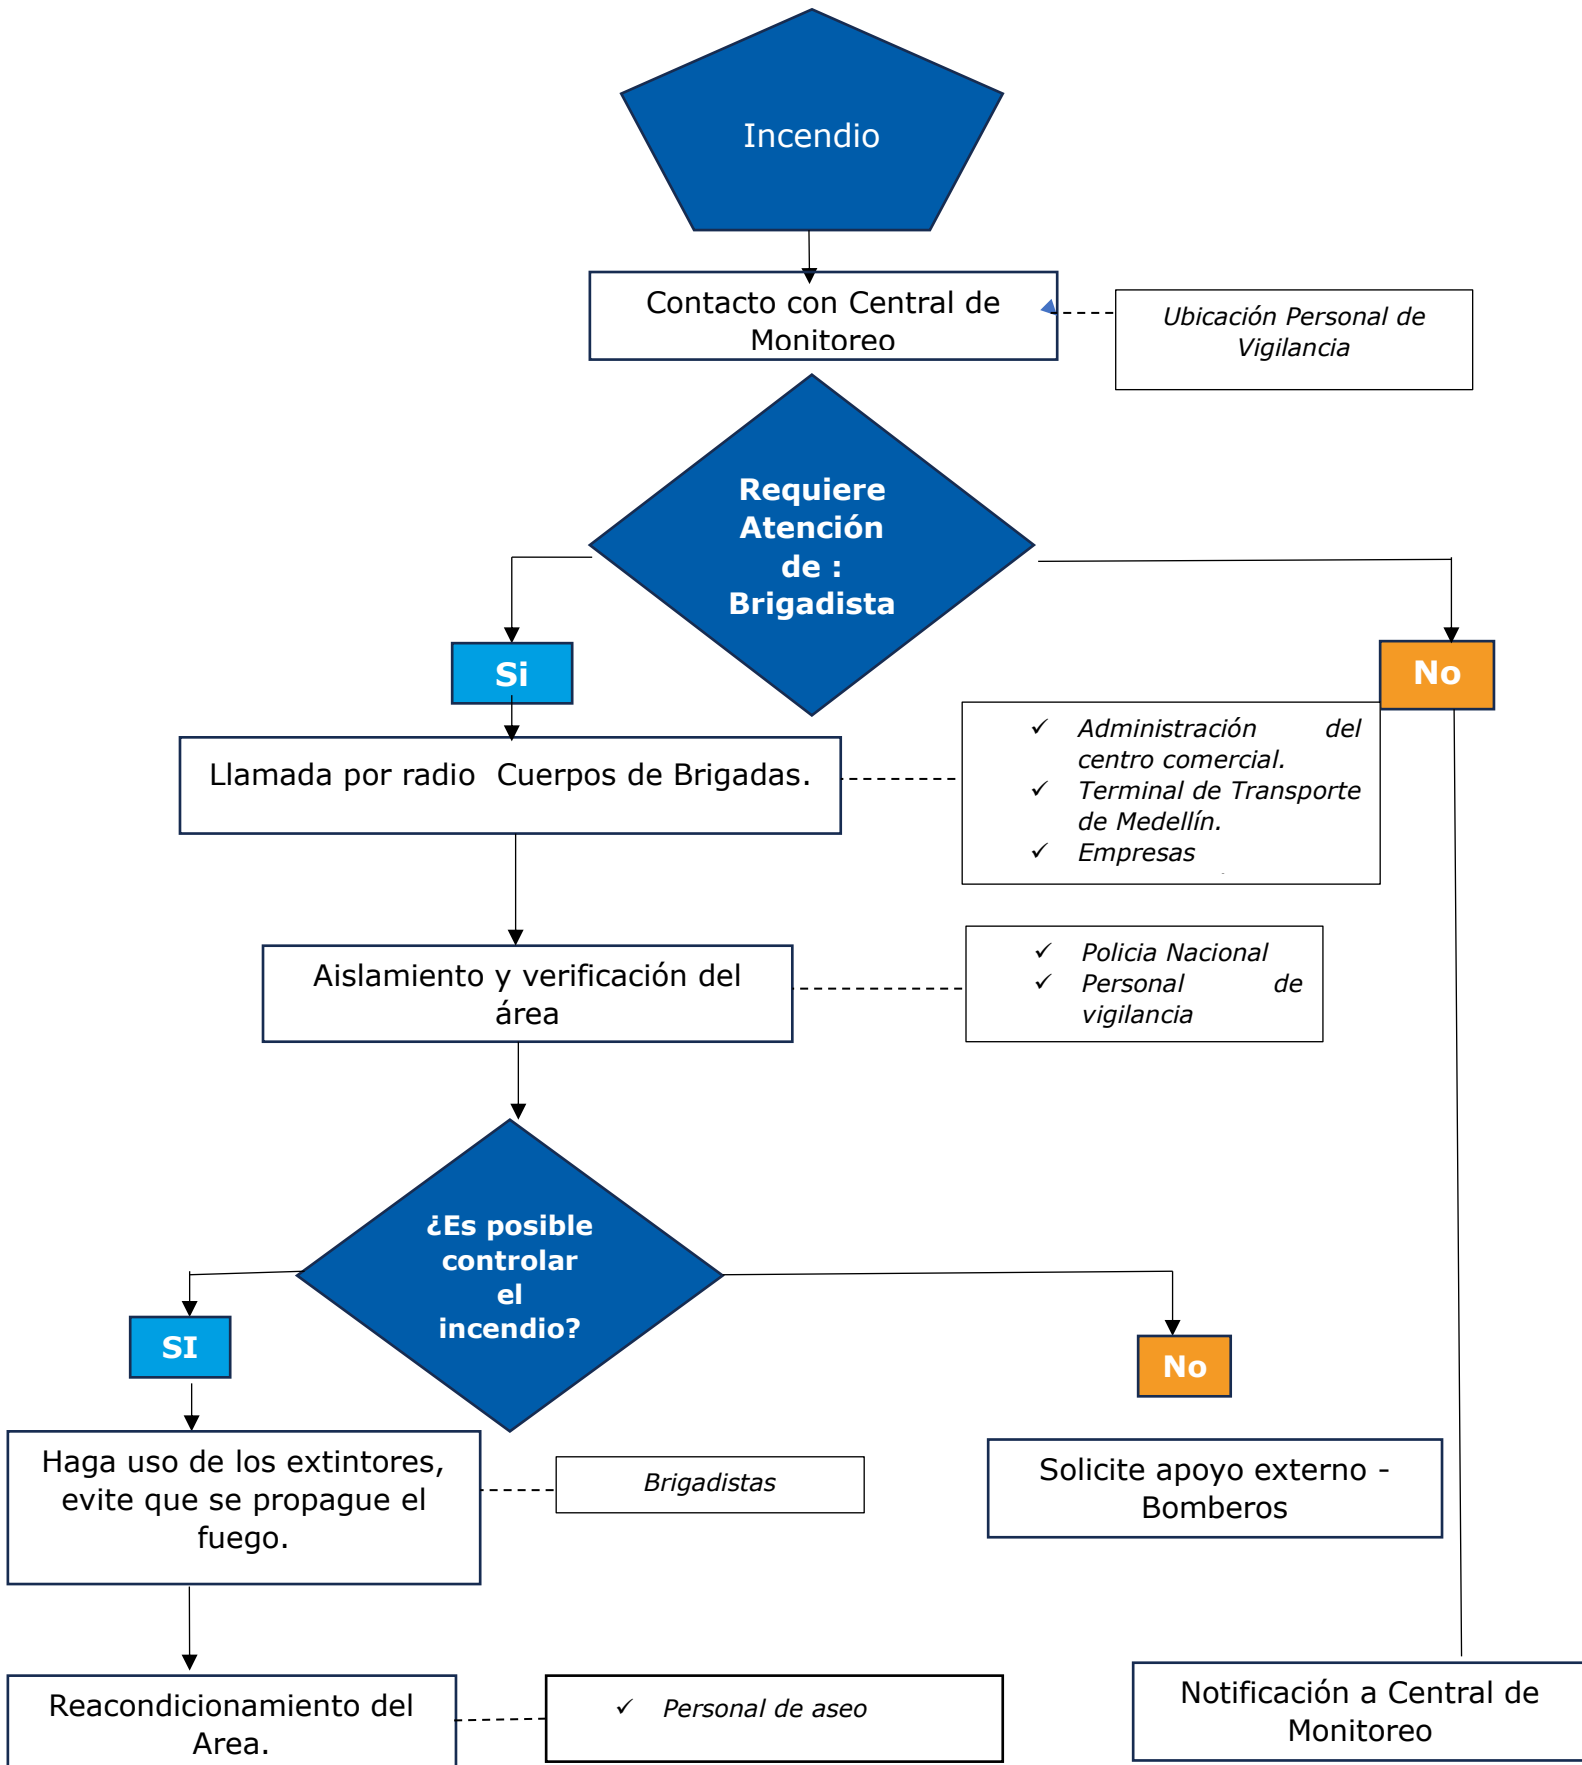 Incendio
Contacto con Central de
Monitoreo
Ubicación Personal de
Vigilancia
Requiere
Atención
de :
Brigadista
Si
No
Llamada por radio  Cuerpos de Brigadas.
✓ Administración del
centro comercial.
✓ Terminal de Transporte
de Medellín.
✓ Empresas
Aislamiento y verificación del
área
✓ Policia Nacional
✓ Personal de
vigilancia
¿Es posible
controlar
el
incendio?
SI
No
Haga uso de los extintores,
evite que se propague el
fuego.
Brigadistas
Solicite apoyo externo -
Bomberos
Reacondicionamiento del
Area.
✓ Personal de aseo
Notificación a Central de
Monitoreo